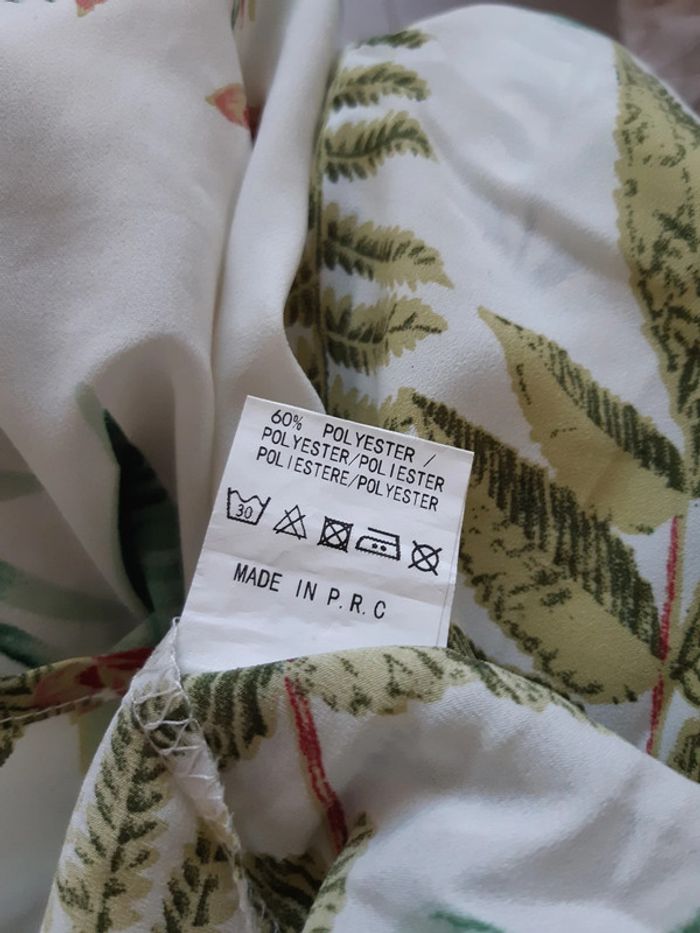 60% POLYESTER /
POLYESTER/POLIESTER
POLIESTERE/POLYESTER
30
MADE IN P.R.C